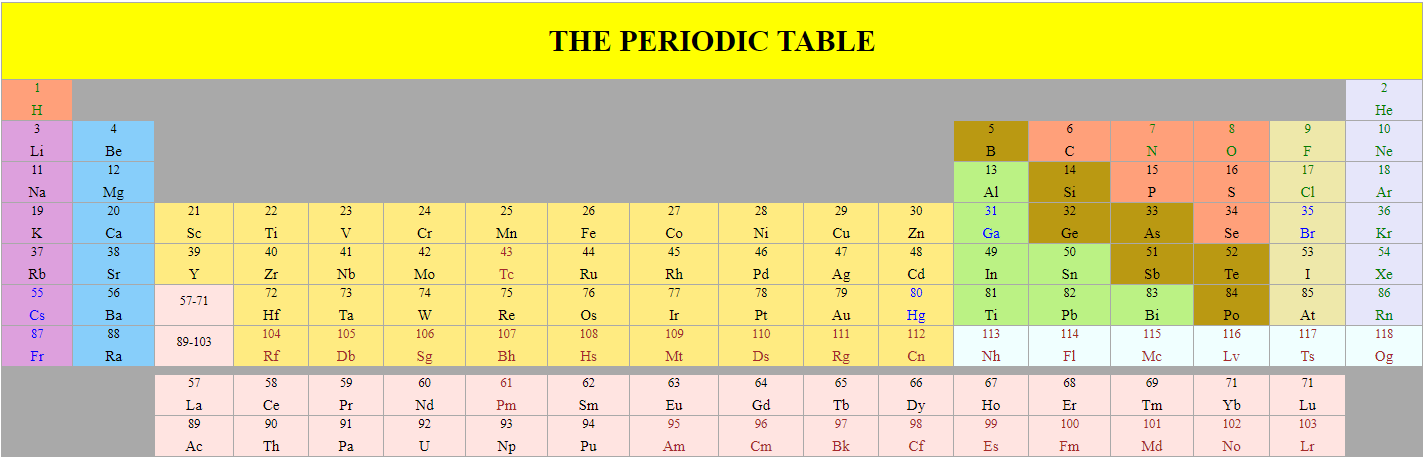 THE PERIODIC TABLE
1 2
H He
3 4 5 6 7 8 9 10
Li Be B C N O F Ne
11 12 13 14 15 16 17 18
Na Mg Al Si P S Cl Ar
19 20 21 22 23 24 25 26 27 28 29 30 31 32 33 34 35 36
K Ca Sc Ti V Cr Mn Fe Co Ni Cu Zn Ga Ge As Se Br Kr
37 38 39 40 41 42 43 44 45 46 47 48 49 50 51 52 53 54
Rb Sr Y Zr Nb Mo Tc Ru Rh Pd Ag Cd In Sn Sb Te I Xe
55 56 57-71 72 73 74 75 76 77 78 79 80 81 82 83 84 85 86
Cs Ba Hf Ta W Re Os Ir Pt Au Hg Ti Pb Bi Po At Rn
87 88 89-103 104 105 106 107 108 109 110 111 112 113 114 115 116 117 118
Fr Ra Rf Db Sg Bh Hs Mt Ds Rg Cn Nh Fl Mc Lv Ts Og
57 58 59 60 61 62 63 64 65 66 67 68 69 71 71
La Ce Pr Nd Pm Sm Eu Gd Tb Dy Ho Er Tm Yb Lu
89 90 91 92 93 94 95 96 97 98 99 100 101 102 103
Ac Th Pa U Np Pu Am Cm Bk Cf Es Fm Md No Lr